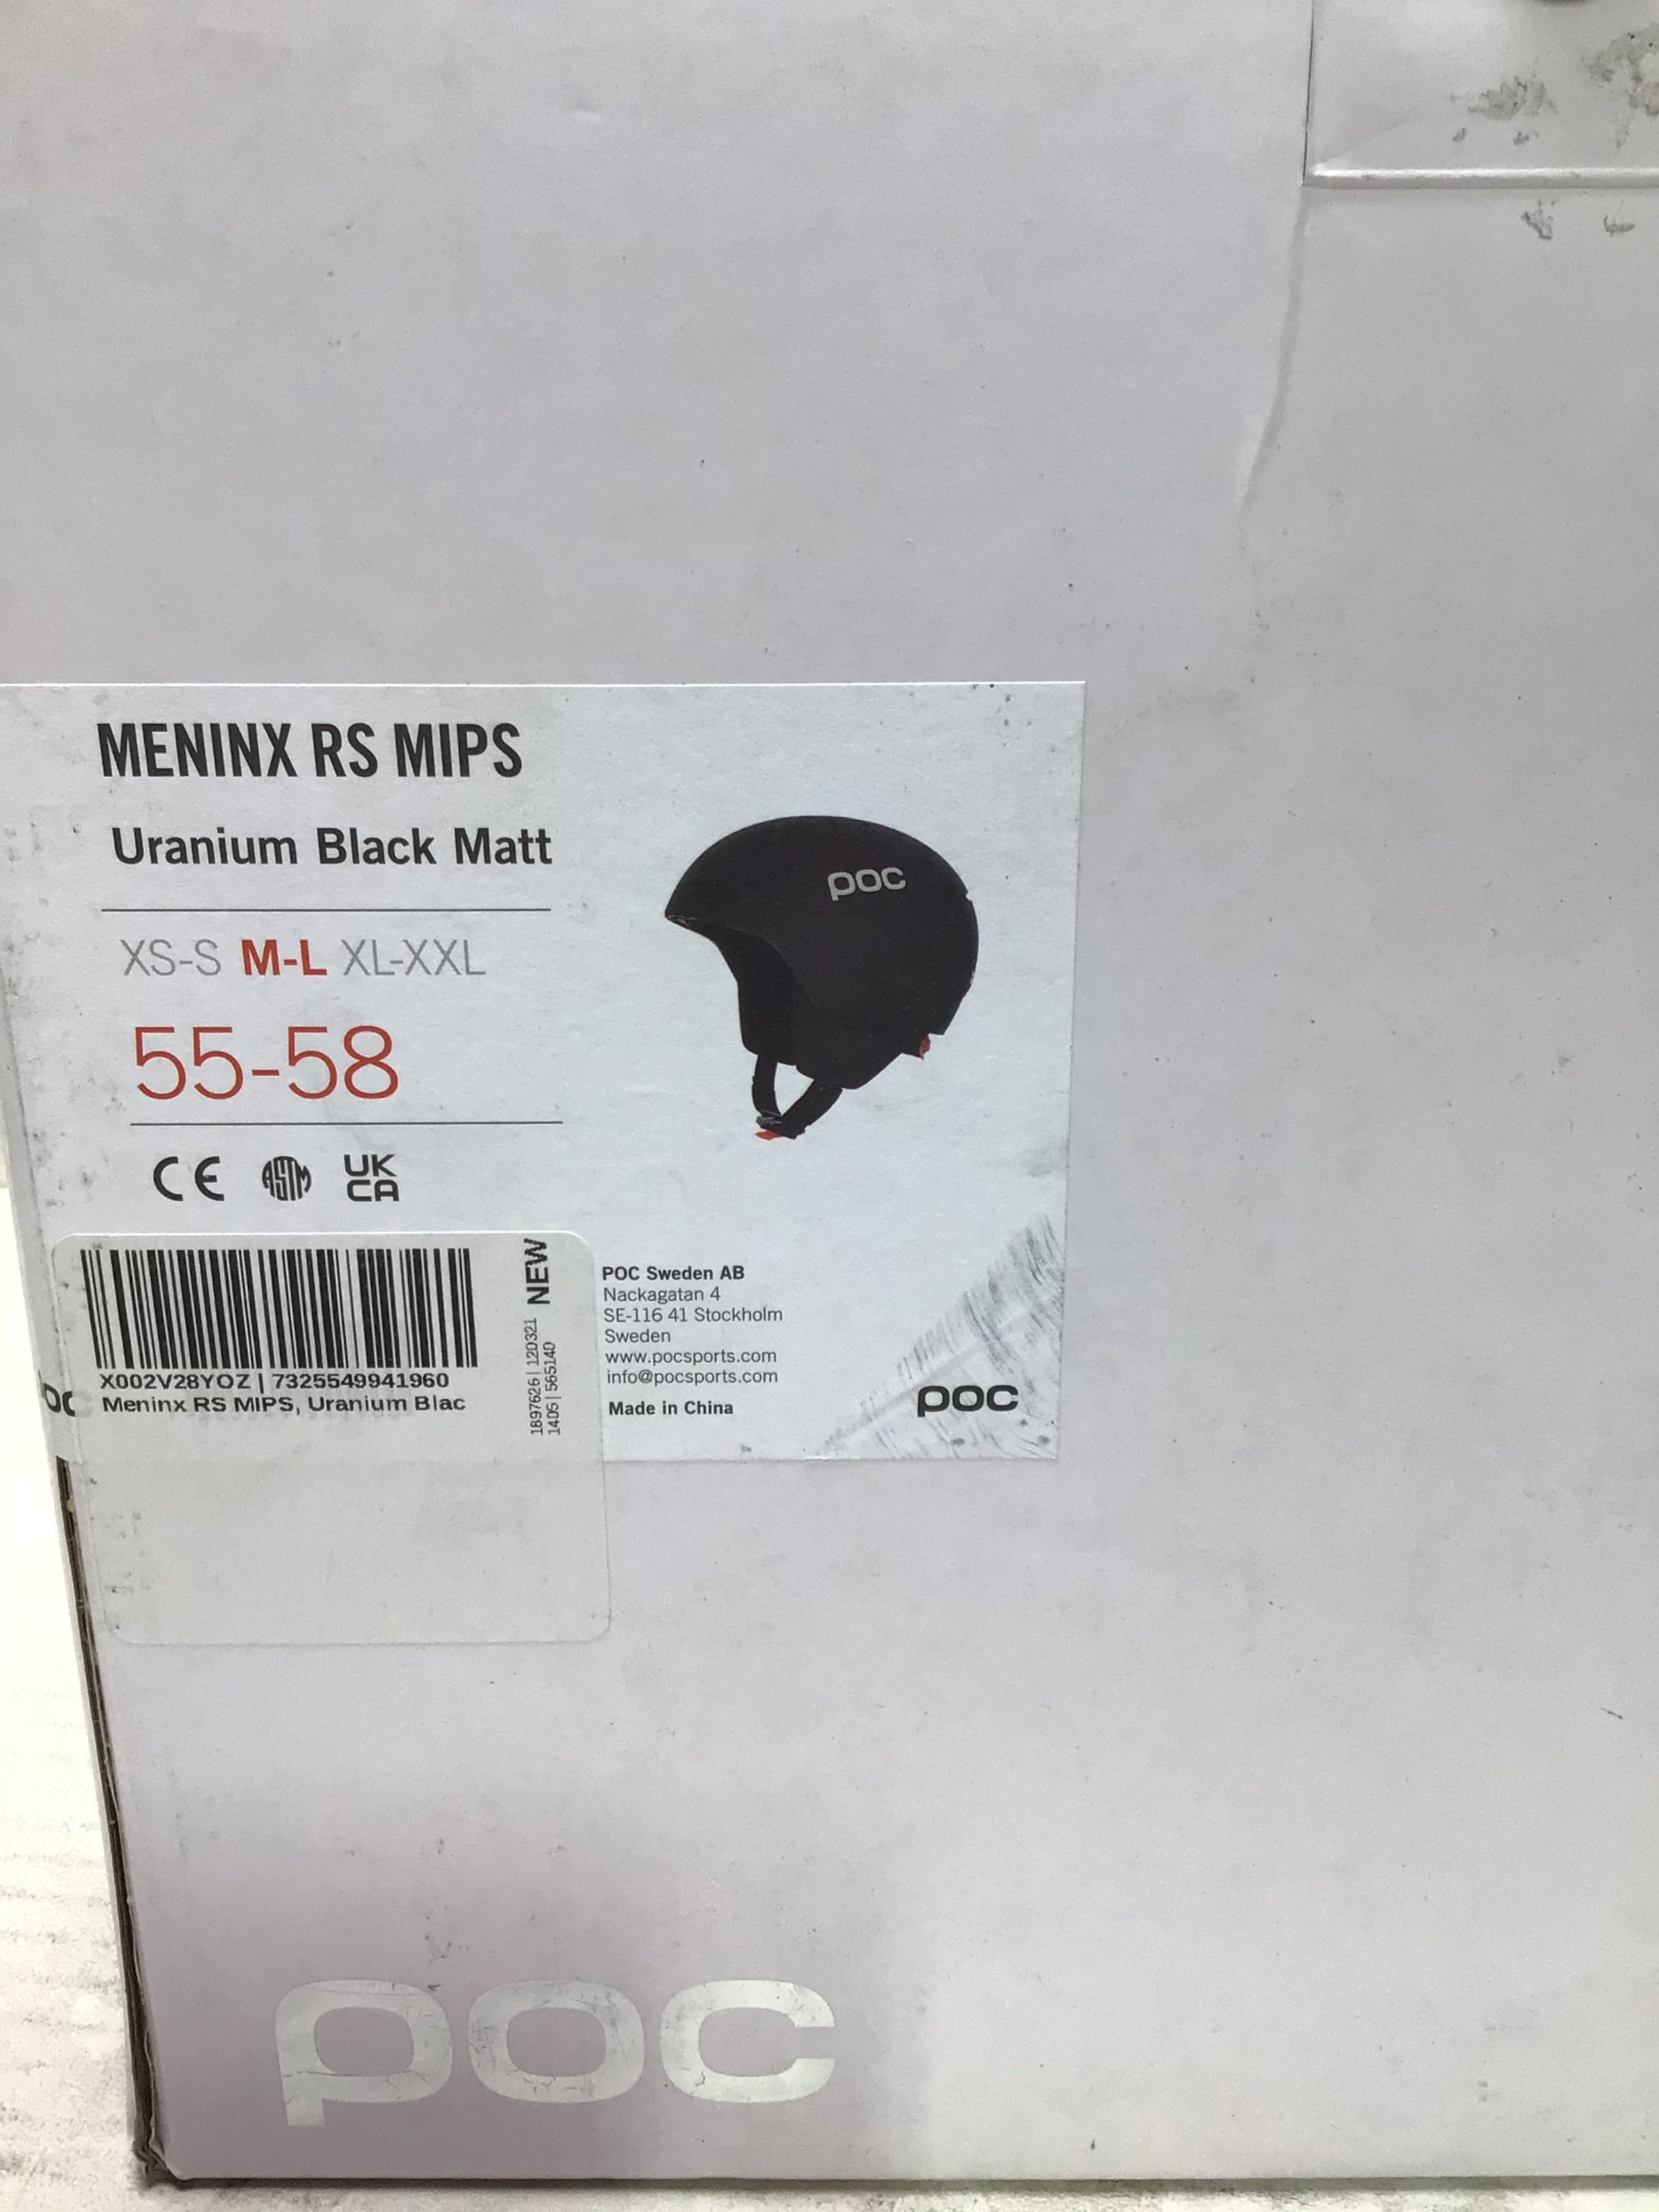 MENINX RS MIPS
Uranium Black Matt
poc
XS-S M-L XL-XXL
55-58
CE ASTM UK CA
NEW
1897626 | 120321
1405 | 565140
X002V28YOZ | 7325549941960
Meninx RS MIPS, Uranium Blac
POC Sweden AB
Nackagatan 4
SE-116 41 Stockholm
Sweden
www.pocsports.com
info@pocsports.com
Made in China
poc
oc
poc